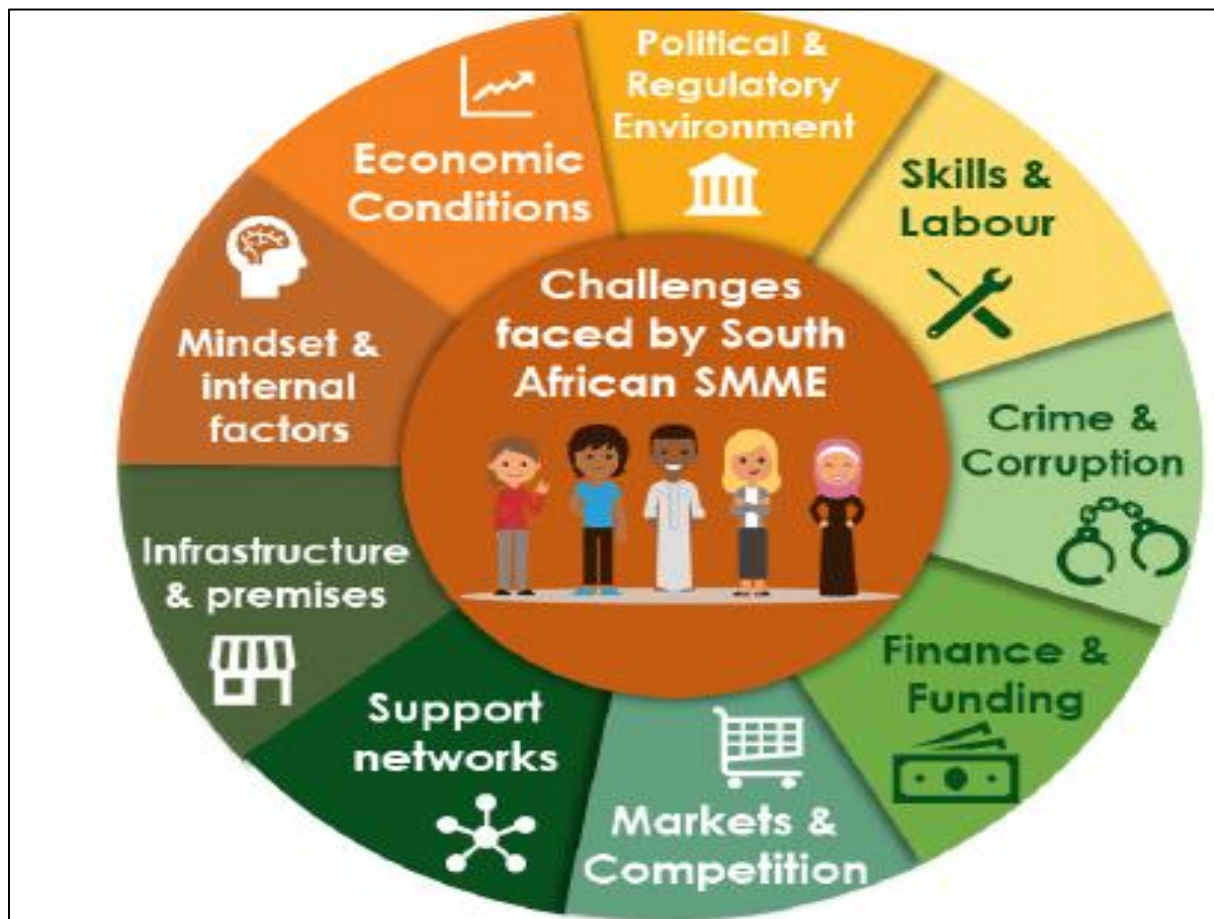 Challenges
faced by South
African SMME
Political &
Regulatory
Environment
Skills &
Labour
Crime &
Corruption
Finance &
Funding
Markets &
Competition
Support
networks
Infrastructure
& premises
Mindset &
internal
factors
Economic
Conditions